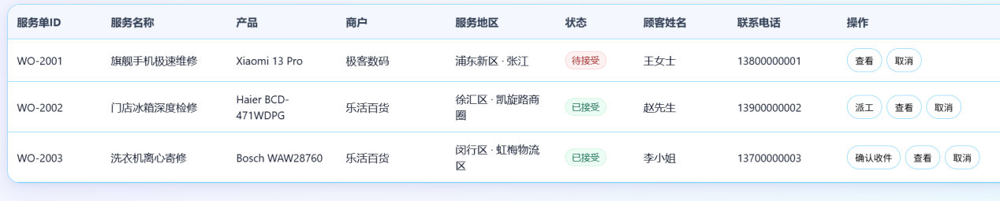 服务单ID 服务名称 产品 商户 服务地区 状态 顾客姓名 联系电话 操作
WO-2001 旗舰手机极速维修 Xiaomi 13 Pro 极客数码 浦东新区 · 张江 待接受 王女士 13800000001 查看 取消
WO-2002 门店冰箱深度检修 Haier BCD-
471WDPG 乐活百货 徐汇区 · 凯旋路商
圈 已接受 赵先生 13900000002 派工 查看 取消
WO-2003 洗衣机离心寄修 Bosch WAW28760 乐活百货 闵行区 · 虹梅物流
区 已接受 李小姐 13700000003 确认收件 查看 取消